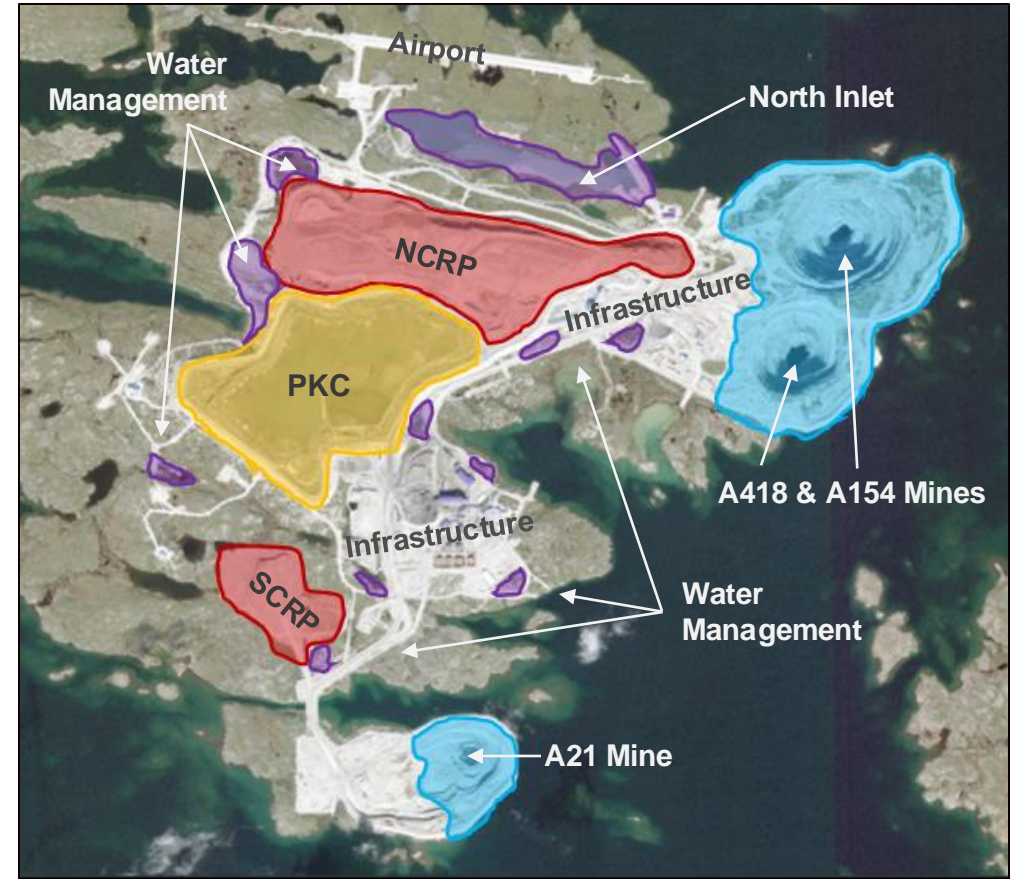 Airport
Water
Management
North Inlet
NCRP
Infrastructure
PKC
A418 & A154 Mines
Infrastructure
SCRP
Water
Management
A21 Mine